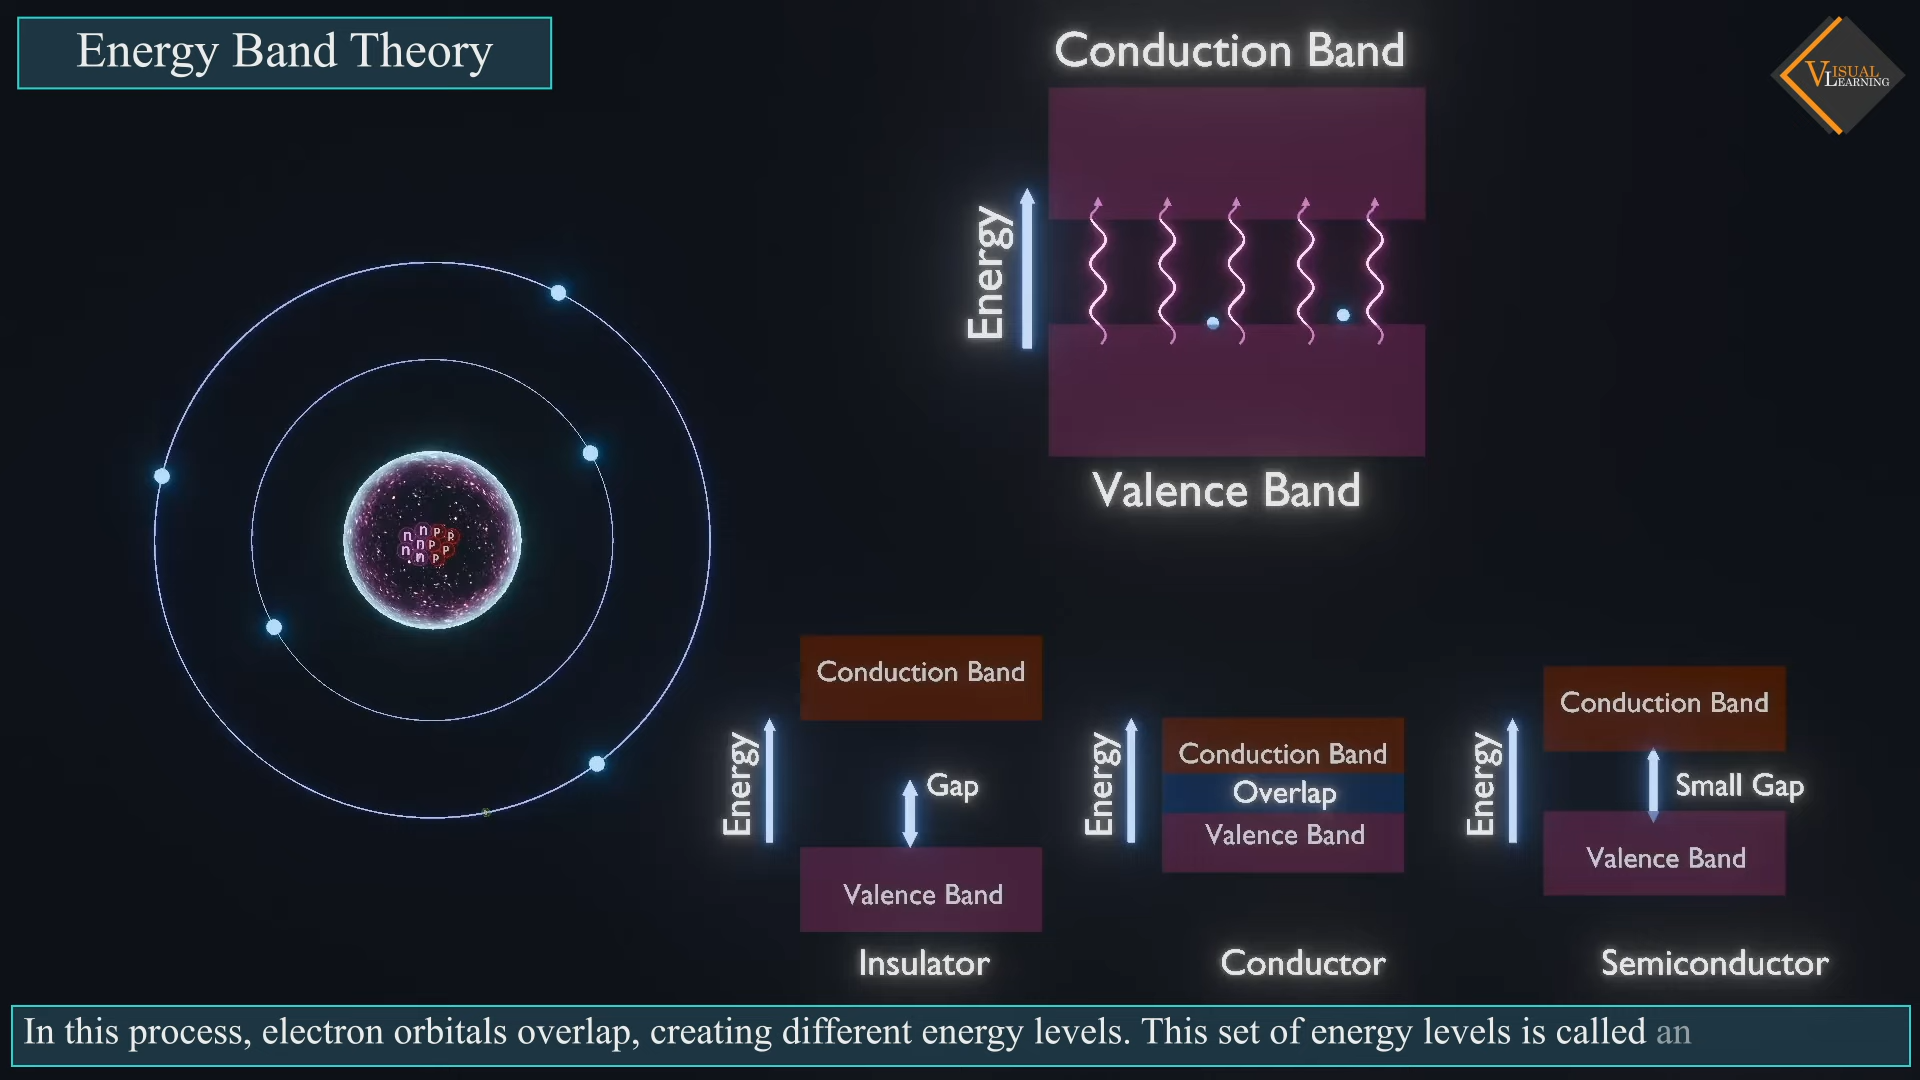 Energy Band Theory
Conduction Band
VISUAL
LEARNING
Energy
Valence Band
n n P P
n n P P
n P
Conduction Band
Energy
Gap
Valence Band
Insulator
Energy
Conduction Band
Overlap
Valence Band
Conductor
Energy
Conduction Band
Small Gap
Valence Band
Semiconductor
In this process, electron orbitals overlap, creating different energy levels. This set of energy levels is called an